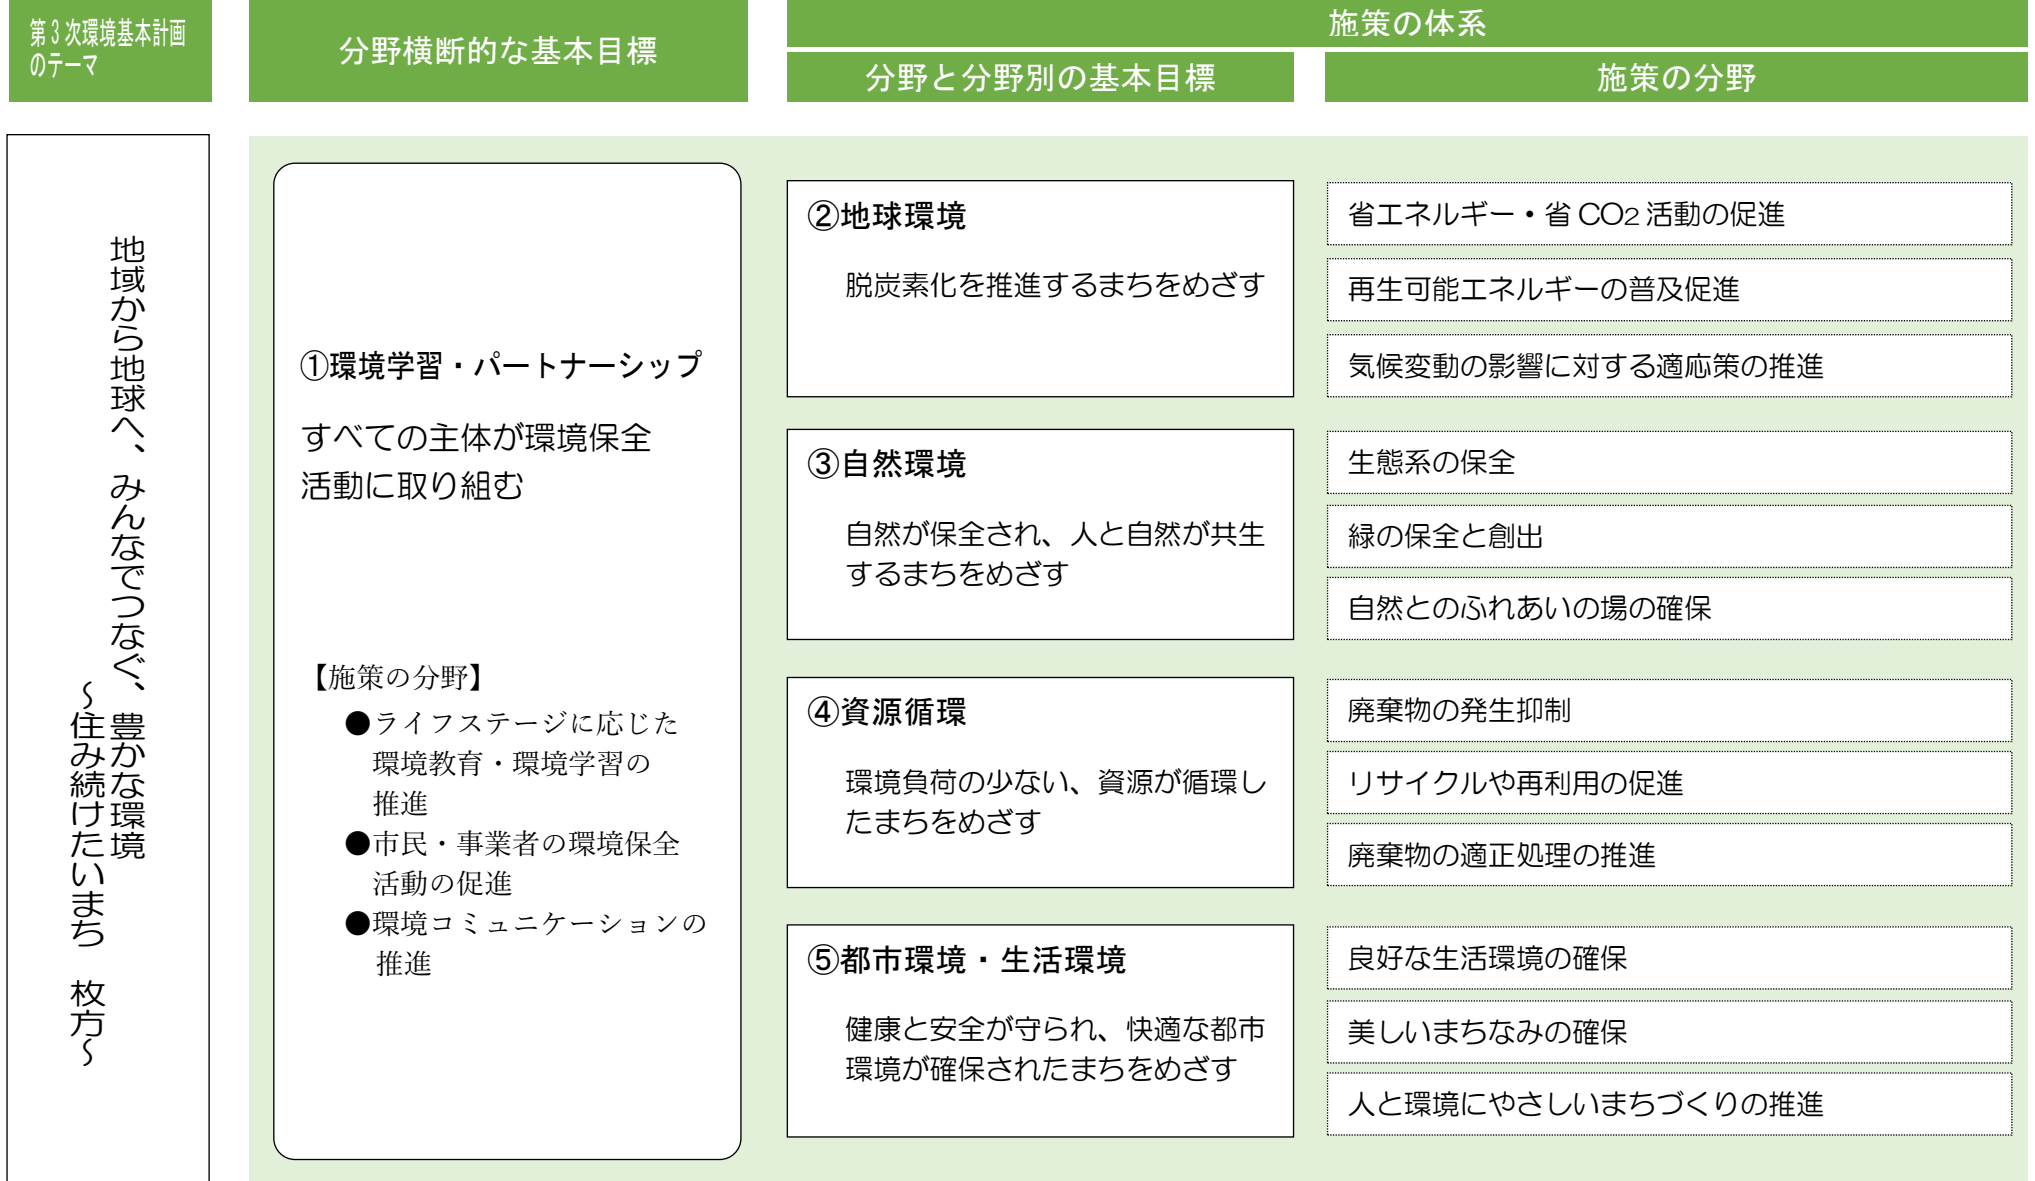 第3次環境基本計画
のテーマ
分野横断的な基本目標
施策の体系
分野と分野別の基本目標
施策の分野
地域から地球へ、みんなでつなぐ、豊かな環境
～住み続けたいまち　枚方～
①環境学習・パートナーシップ
すべての主体が環境保全
活動に取り組む
【施策の分野】
●ライフステージに応じた
環境教育・環境学習の
推進
●市民・事業者の環境保全
活動の促進
●環境コミュニケーションの
推進
②地球環境
脱炭素化を推進するまちをめざす
省エネルギー・省CO2活動の促進
再生可能エネルギーの普及促進
気候変動の影響に対する適応策の推進
③自然環境
自然が保全され、人と自然が共生
するまちをめざす
生態系の保全
緑の保全と創出
自然とのふれあいの場の確保
④資源循環
環境負荷の少ない、資源が循環し
たまちをめざす
廃棄物の発生抑制
リサイクルや再利用の促進
廃棄物の適正処理の推進
⑤都市環境・生活環境
健康と安全が守られ、快適な都市
環境が確保されたまちをめざす
良好な生活環境の確保
美しいまちなみの確保
人と環境にやさしいまちづくりの推進